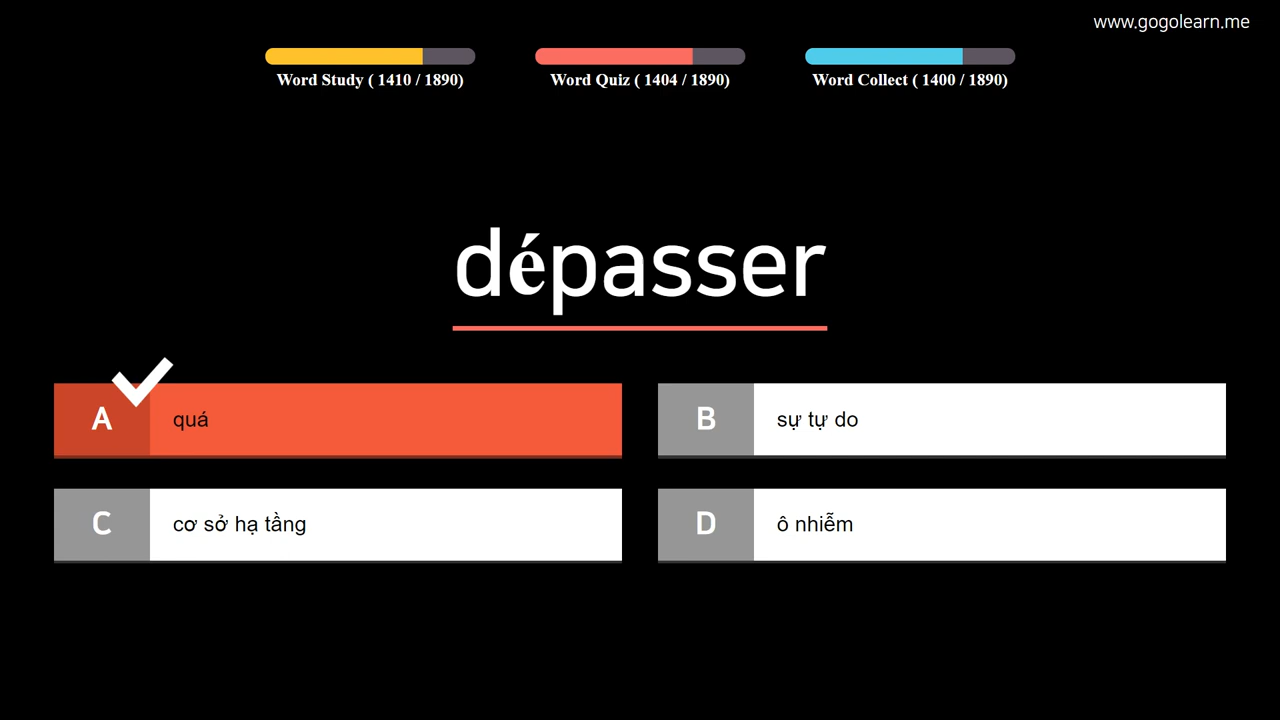 www.gogolearn.me
Word Study ( 1410 / 1890)
Word Quiz ( 1404 / 1890)
Word Collect ( 1400 / 1890)
dépasser
A quá
B sự tự do
C cơ sở hạ tầng
D ô nhiễm